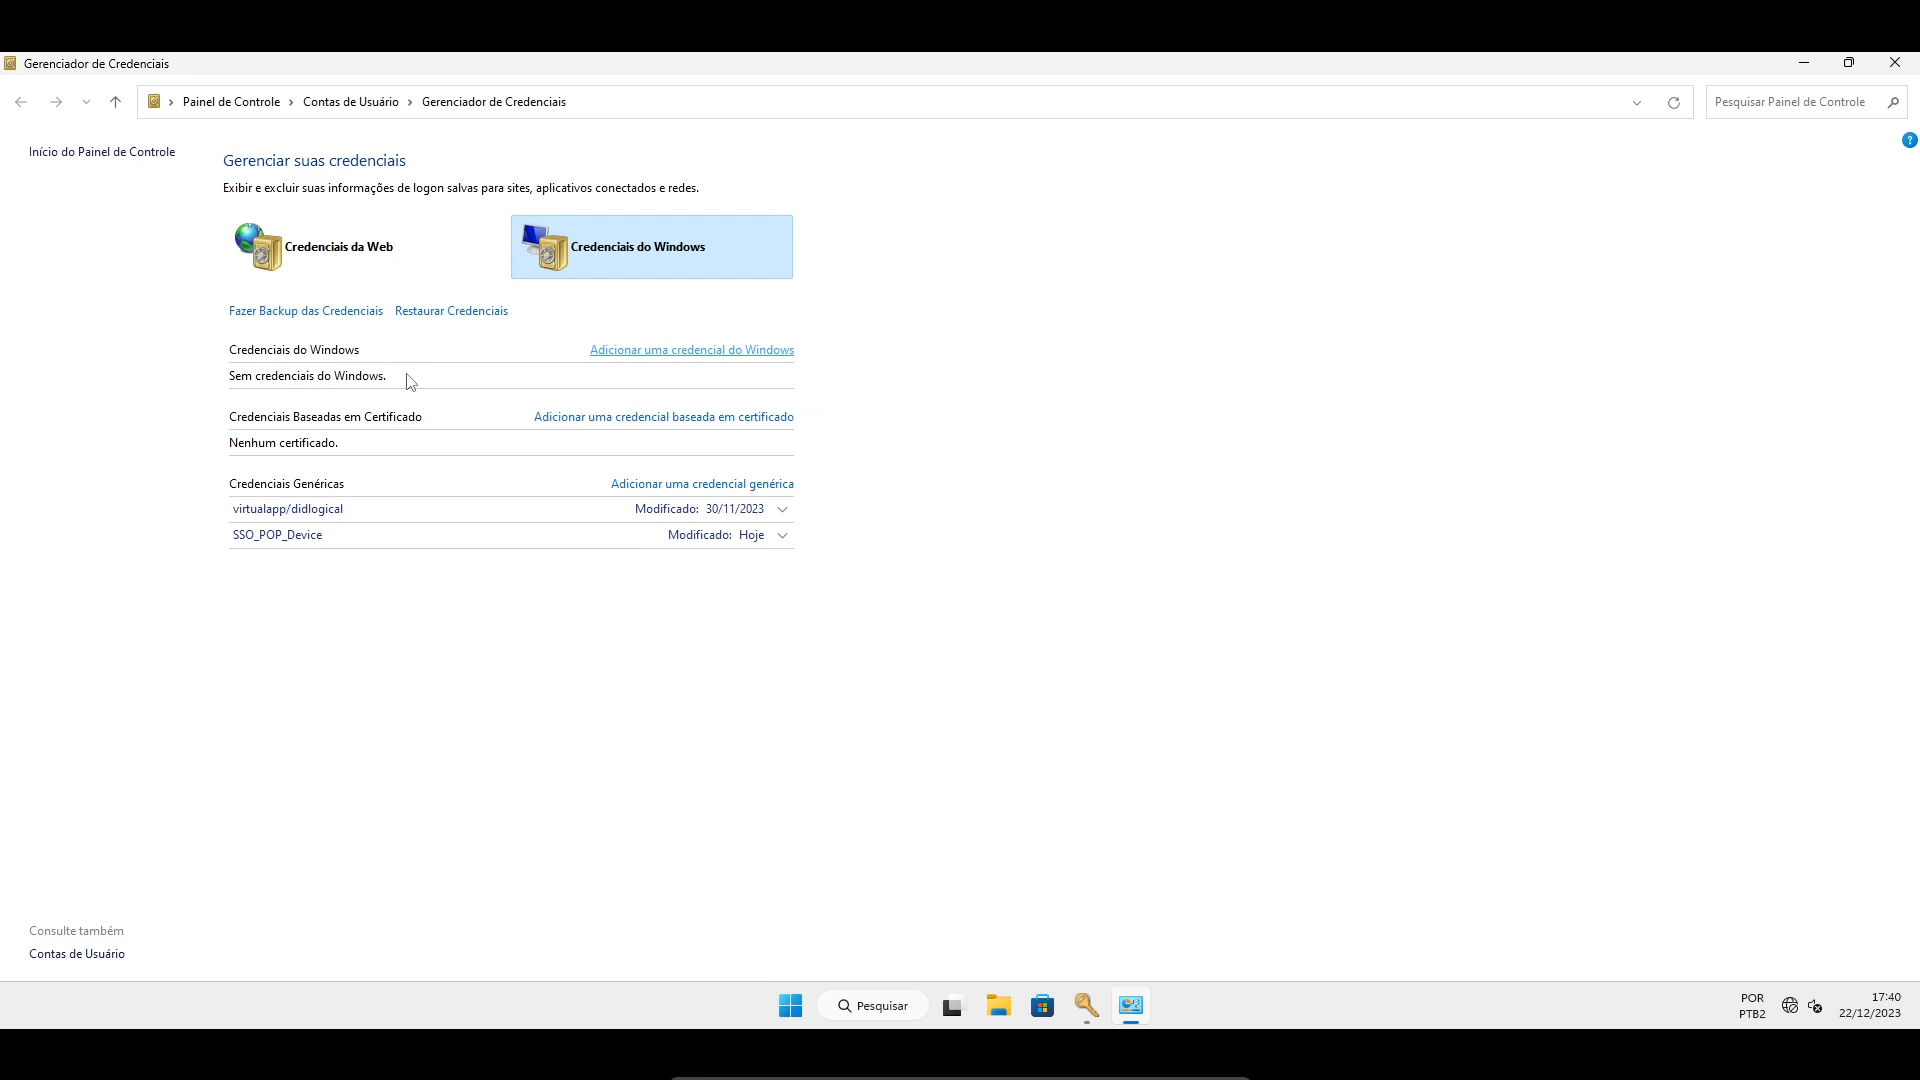 Gerenciador de Credenciais
Painel de Controle > Contas de Usuário > Gerenciador de Credenciais
Pesquisar Painel de Controle
Início do Painel de Controle
Gerenciar suas credenciais
Exibir e excluir suas informações de logon salvas para sites, aplicativos conectados e redes.
Credenciais da Web
Credenciais do Windows
Fazer Backup das Credenciais Restaurar Credenciais
Credenciais do Windows Adicionar uma credencial do Windows
Sem credenciais do Windows.
Credenciais Baseadas em Certificado Adicionar uma credencial baseada em certificado
Nenhum certificado.
Credenciais Genéricas Adicionar uma credencial genérica
virtualapp/didlogical Modificado: 30/11/2023
SSO_POP_Device Modificado: Hoje
Consulte também
Contas de Usuário
Pesquisar
POR
PTB2
17:40
22/12/2023